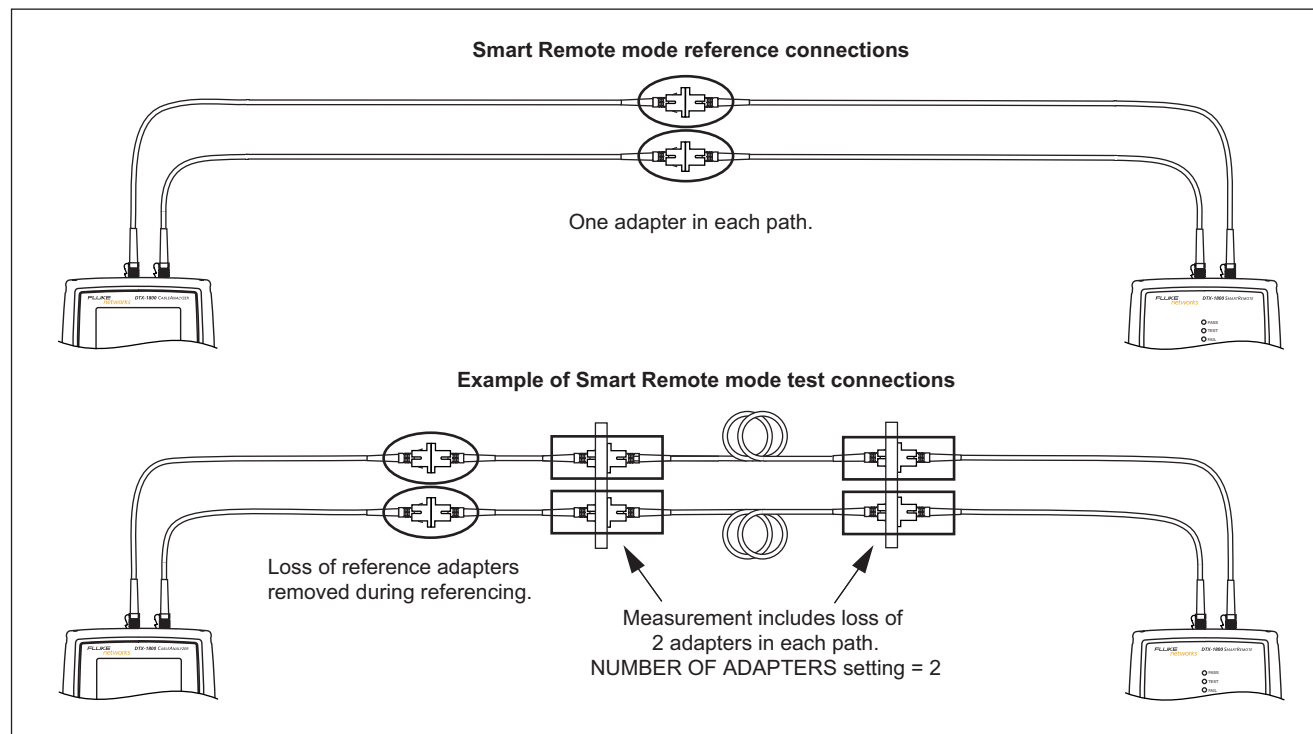 Smart Remote mode reference connections
One adapter in each path.
FLUKE
networks
DTX-1800 CABLEANALYZER
FLUKE
networks
DTX-1800 SMARTREMOTE
PASS
TEST
FAIL
Example of Smart Remote mode test connections
Loss of reference adapters
removed during referencing.
Measurement includes loss of
2 adapters in each path.
NUMBER OF ADAPTERS setting = 2
FLUKE
networks
DTX-1800 CABLEANALYZER
FLUKE
networks
DTX-1800 SMARTREMOTE
PASS
TEST
FAIL